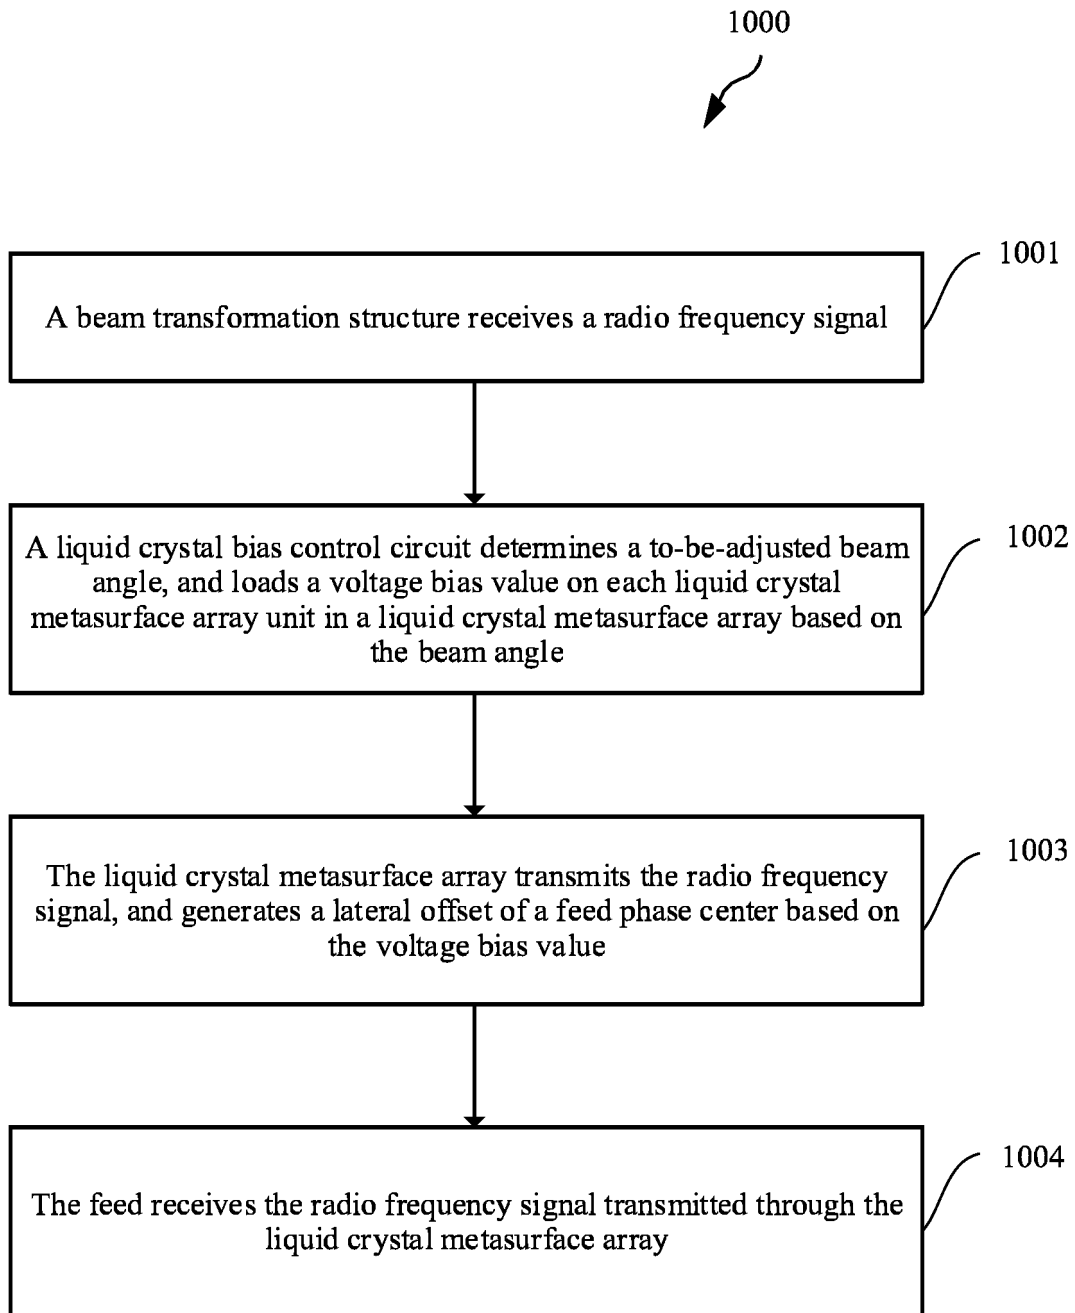 1000
1001
A beam transformation structure receives a radio frequency signal
1002
A liquid crystal bias control circuit determines a to-be-adjusted beam
angle, and loads a voltage bias value on each liquid crystal
metasurface array unit in a liquid crystal metasurface array based on
the beam angle
1003
The liquid crystal metasurface array transmits the radio frequency
signal, and generates a lateral offset of a feed phase center based on
the voltage bias value
1004
The feed receives the radio frequency signal transmitted through the
liquid crystal metasurface array